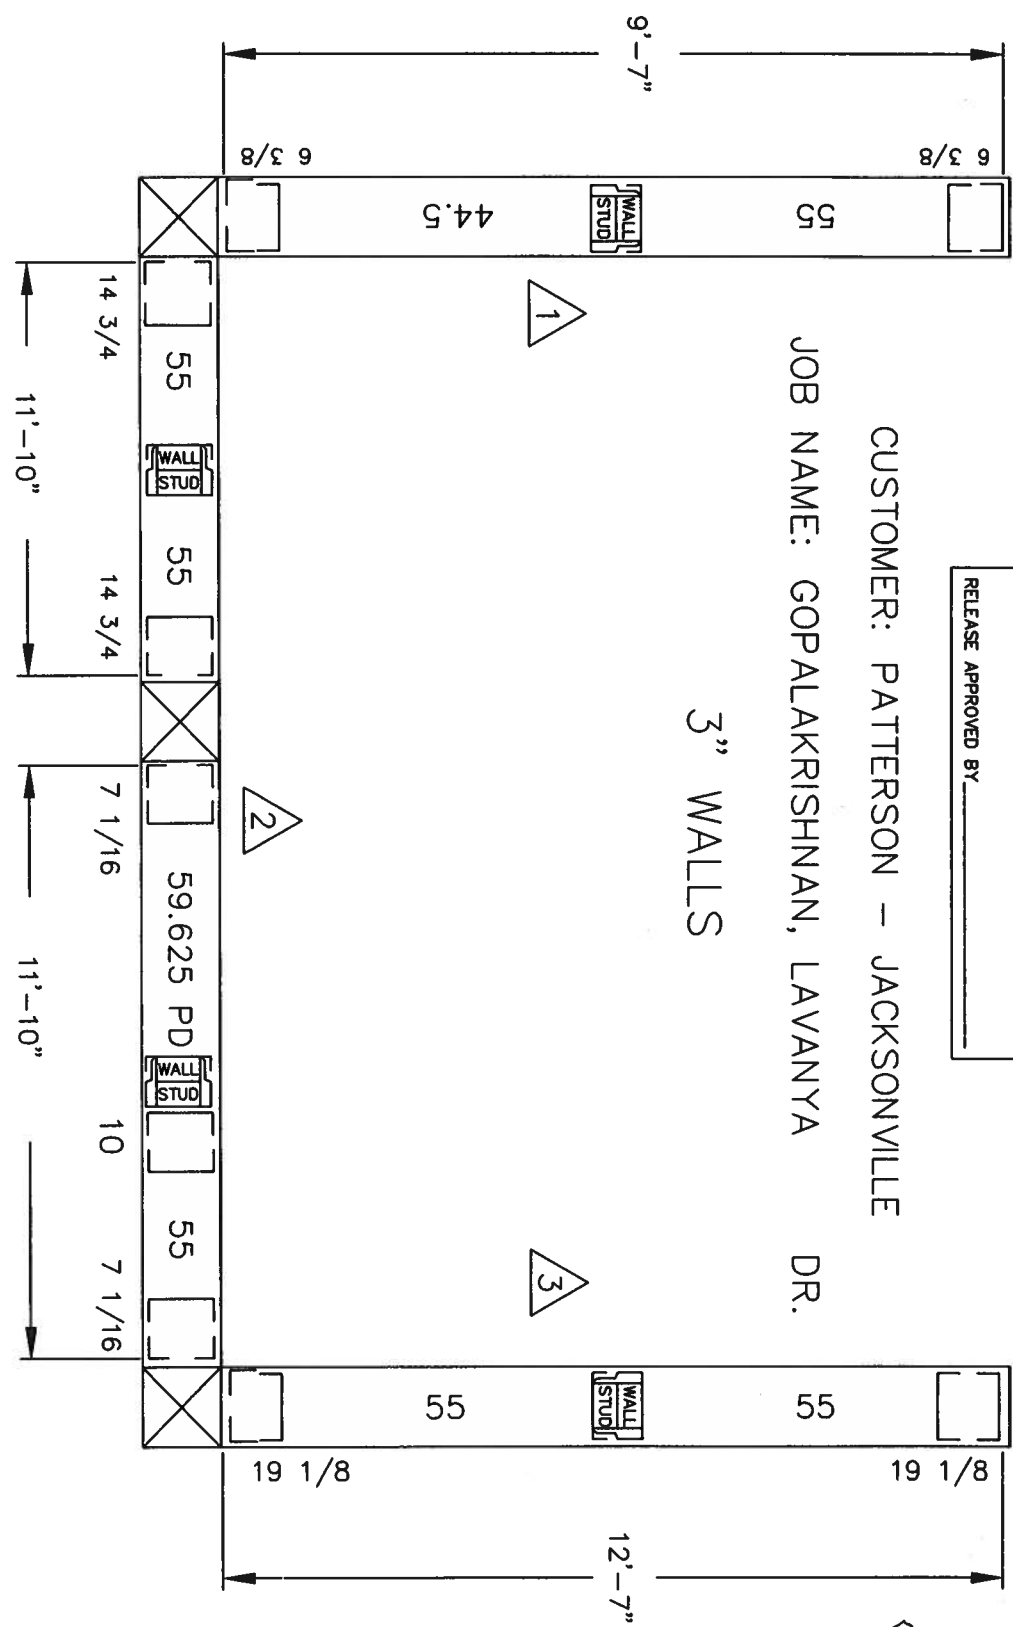 RELEASE APPROVED BY
CUSTOMER: PATTERSON - JACKSONVILLE
JOB NAME: GOPALAKRISHNAN, LAVANYA DR.
3" WALLS
9'-7"
6 3/8
6 3/8
55
WALL
STUD
44.5
1
2
3
14 3/4
55
WALL
STUD
55
14 3/4
11'-10"
7 1/16
59.625 PD
WALL
STUD
10
55
7 1/16
11'-10"
55
WALL
STUD
55
19 1/8
19 1/8
12'-7"